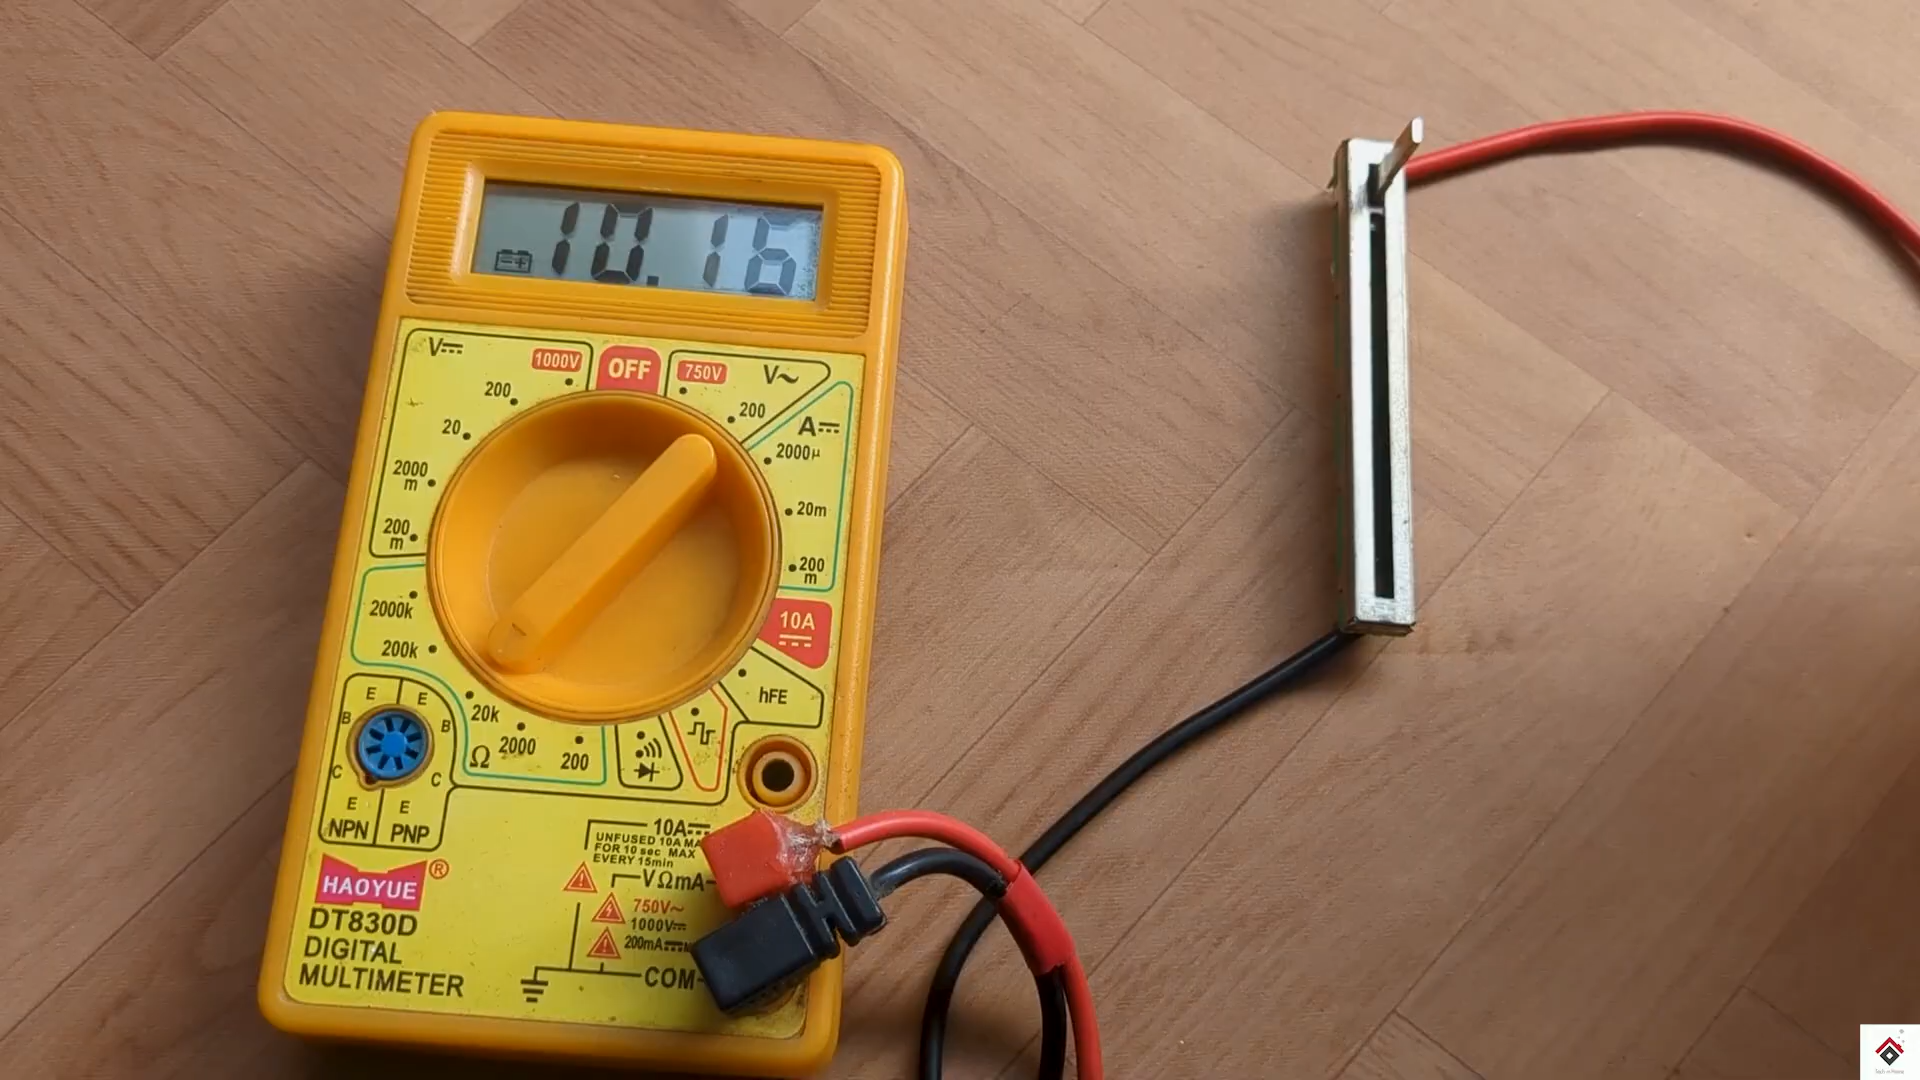 10.16
V
1000V
OFF
750V
V~
200
200
A
20
2000µ
2000
m
20m
200
m
200
m
2000k
10A
200k
hFE
E
E
B
B
20k
Ω
2000
200
C
C
E
E
NPN
PNP
10A
UNFUSED 10A MA
FOR 10 sec MAX
EVERY 15min
VΩmA
HAOYUE®
750V~
1000V
DT830D
200mA
DIGITAL
MULTIMETER
COM